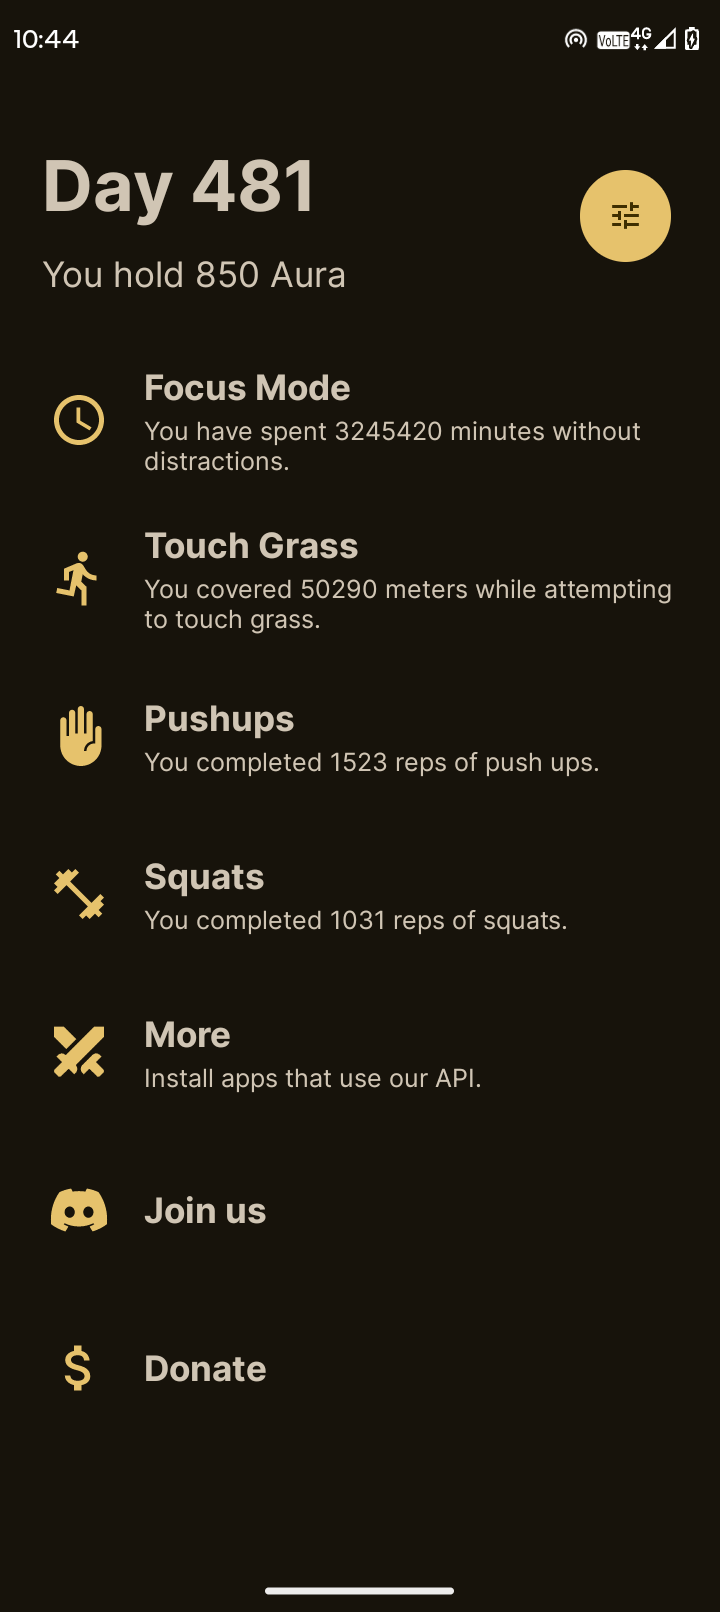 10:44
VoLTE 4G
Day 481
You hold 850 Aura
Focus Mode
You have spent 3245420 minutes without
distractions.
Touch Grass
You covered 50290 meters while attempting
to touch grass.
Pushups
You completed 1523 reps of push ups.
Squats
You completed 1031 reps of squats.
More
Install apps that use our API.
Join us
Donate